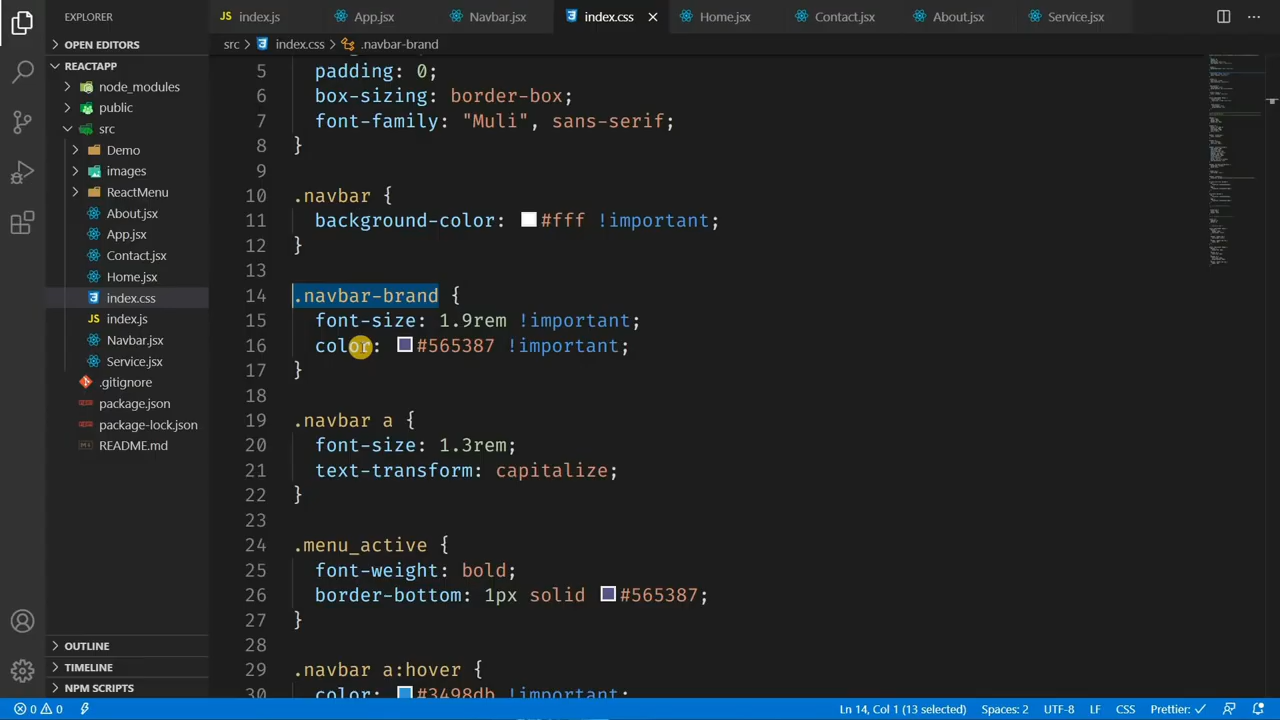 EXPLORER
index.js
App.jsx
Navbar.jsx
index.css
Home.jsx
Contact.jsx
About.jsx
Service.jsx
OPEN EDITORS
src > index.css > .navbar-brand
REACTAPP
node_modules
public
src
Demo
images
ReactMenu
About.jsx
App.jsx
Contact.jsx
Home.jsx
index.css
index.js
Navbar.jsx
Service.jsx
.gitignore
package.json
package-lock.json
README.md
OUTLINE
TIMELINE
NPM SCRIPTS
5 padding: 0;
6 box-sizing: border-box;
7 font-family: "Muli", sans-serif;
8 }
9
10 .navbar {
11 background-color: #fff !important;
12 }
13
14 .navbar-brand {
15 font-size: 1.9rem !important;
16 color: #565387 !important;
17 }
18
19 .navbar a {
20 font-size: 1.3rem;
21 text-transform: capitalize;
22 }
23
24 .menu_active {
25 font-weight: bold;
26 border-bottom: 1px solid #565387;
27 }
28
29 .navbar a:hover {
30 color: #3498db !important;
0 0
Ln 14, Col 1 (13 selected)
Spaces: 2
UTF-8
LF
CSS
Prettier: